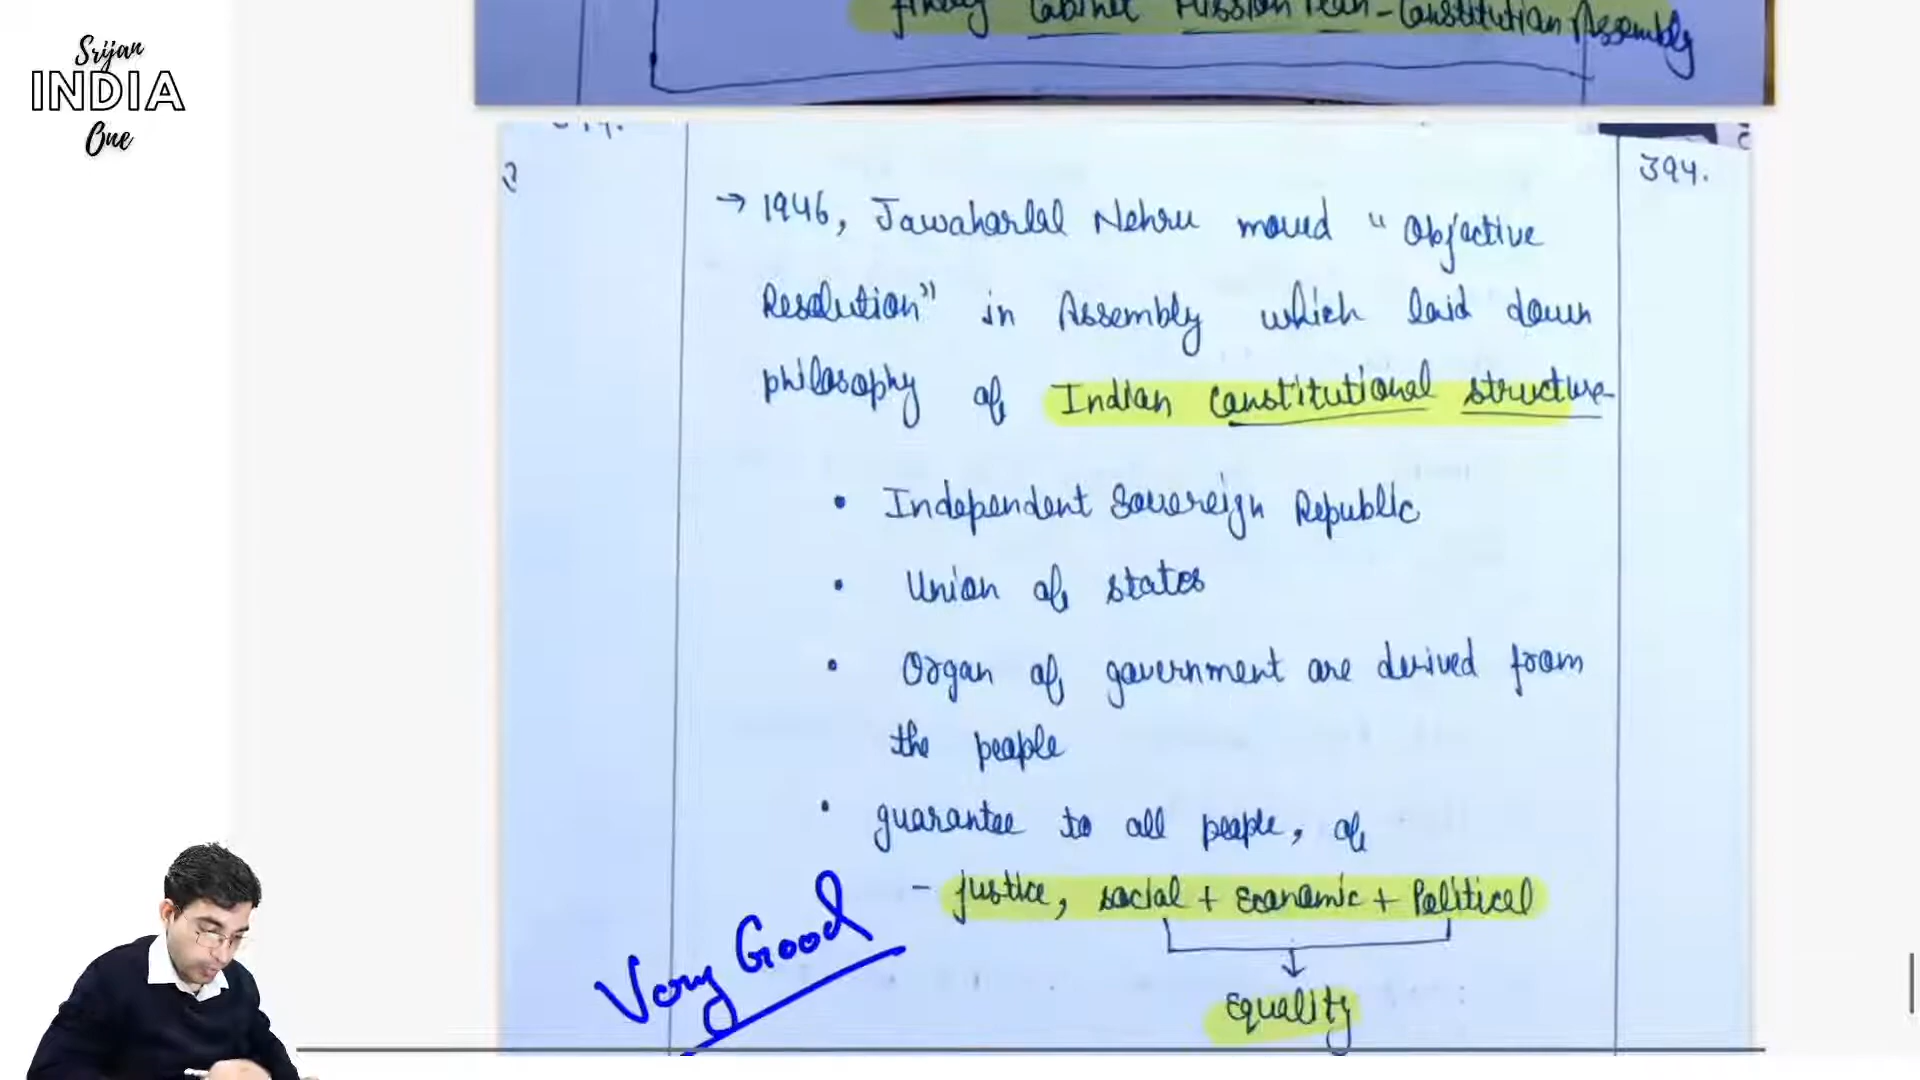 Srijan
INDIA
One
Finally Cabinet Mission Plan - Constitution Assembly
394.
→ 1946, Jawaharlal Nehru moved "Objective
Resolution" in Assembly which laid down
philosophy of Indian constitutional structure
• Independent Sovereign Republic
• Union of states
• Organ of government are derived from
the people
• guarantee to all people, of
- justice, social + Economic + Political
Very Good
↓
Equality